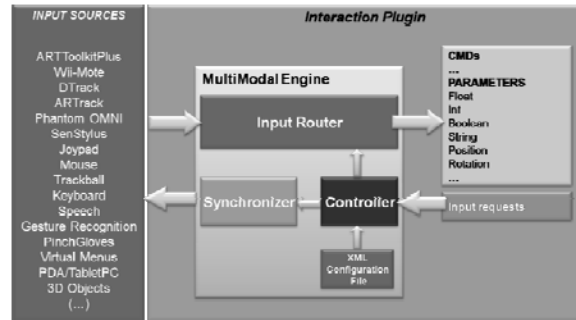 INPUT SOURCES
ARTToolkitPlus
Wii-Mote
DTrack
ARTrack
Phantom OMNI
SenStylus
Joypad
Mouse
Trackball
Keyboard
Speech
Gesture Recognition
PinchGloves
Virtual Menus
PDA/TabletPC
3D Objects
(...)
Interaction Plugin
MultiModal Engine
Input Router
Synchronizer
Controller
XML
Configuration
File
CMDs
...
PARAMETERS
Float
Int
Boolean
String
Position
Rotation
...
Input requests